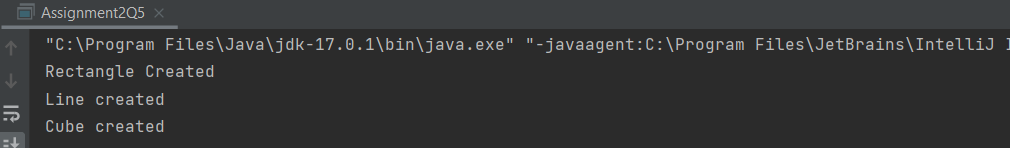 Assignment2Q5
"C:\Program Files\Java\jdk-17.0.1\bin\java.exe" "-javaagent:C:\Program Files\JetBrains\IntelliJ
Rectangle Created
Line created
Cube created